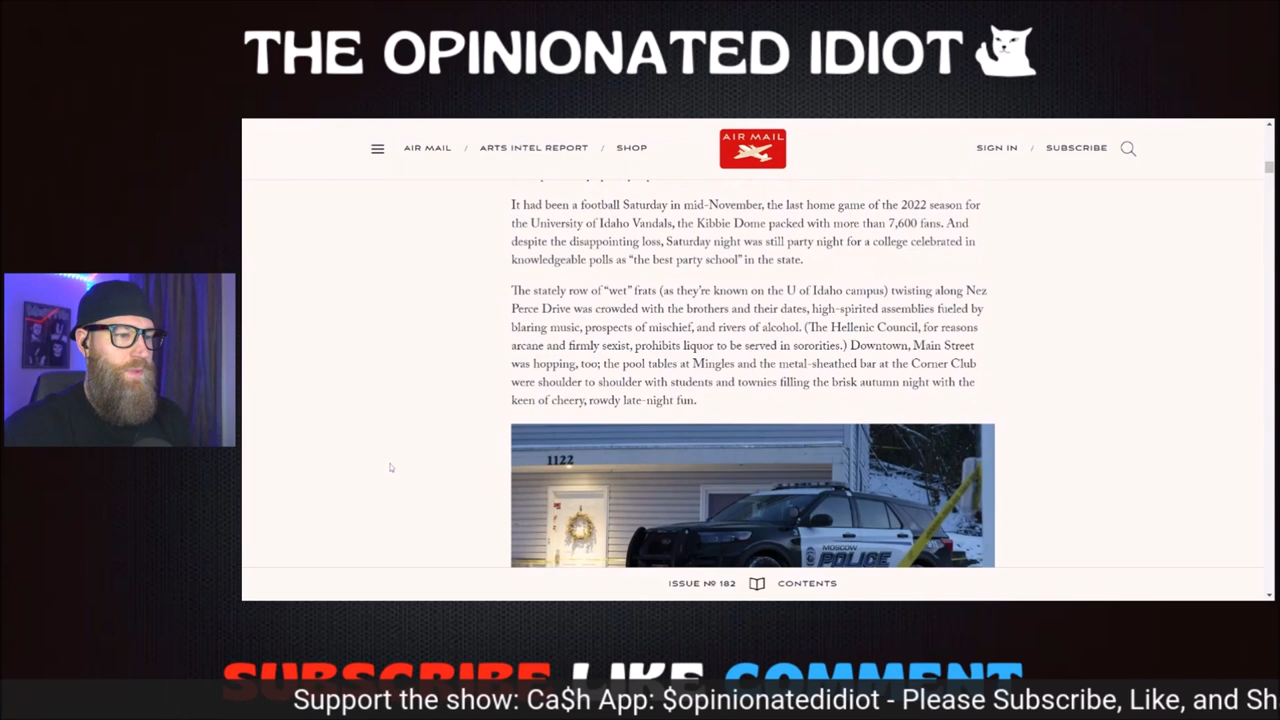 THE OPINIONATED IDIOT
AIR MAIL / ARTS INTEL REPORT / SHOP
AIR MAIL
SIGN IN / SUBSCRIBE
It had been a football Saturday in mid-November, the last home game of the 2022 season for
the University of Idaho Vandals, the Kibbie Dome packed with more than 7,600 fans. And
despite the disappointing loss, Saturday night was still party night for a college celebrated in
knowledgeable polls as “the best party school” in the state.
The stately row of “wet” frats (as they’re known on the U of Idaho campus) twisting along Nez
Perce Drive was crowded with the brothers and their dates, high-spirited assemblies fueled by
blaring music, prospects of mischief, and rivers of alcohol. (The Hellenic Council, for reasons
arcane and firmly sexist, prohibits liquor to be served in sororities.) Downtown, Main Street
was hopping, too; the pool tables at Mingles and the metal-sheathed bar at the Corner Club
were shoulder to shoulder with students and townies filling the brisk autumn night with the
keen of cheery, rowdy late-night fun.
1122
MOSCOW
POLICE
ISSUE Nº 182 CONTENTS
SUBSCRIBE LIKE COMMENT
Support the show: Ca$h App: $opinionatedidiot - Please Subscribe, Like, and Sh